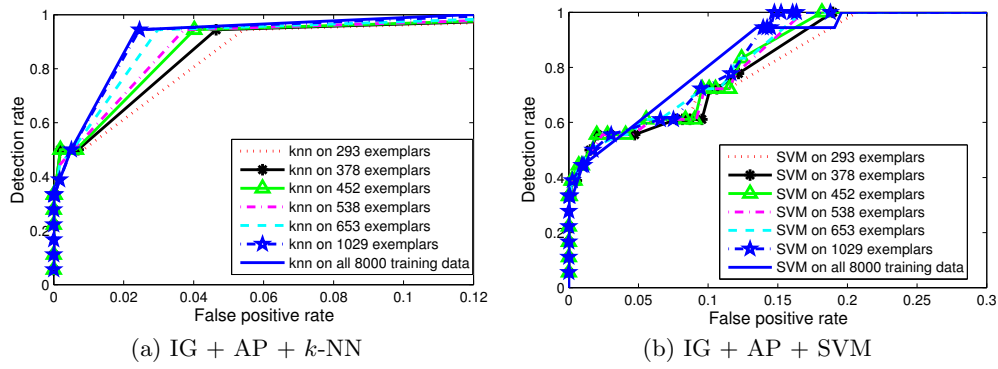 1
0.8
0.6
0.4
0.2
0
Detection rate
0
0.02
0.04
0.06
0.08
0.1
0.12
False positive rate
knn on 293 exemplars
knn on 378 exemplars
knn on 452 exemplars
knn on 538 exemplars
knn on 653 exemplars
knn on 1029 exemplars
knn on all 8000 training data
(a) IG + AP + k-NN
1
0.8
0.6
0.4
0.2
0
Detection rate
0
0.05
0.1
0.15
0.2
0.25
0.3
False positive rate
SVM on 293 exemplars
SVM on 378 exemplars
SVM on 452 exemplars
SVM on 538 exemplars
SVM on 653 exemplars
SVM on 1029 exemplars
SVM on all 8000 training data
(b) IG + AP + SVM